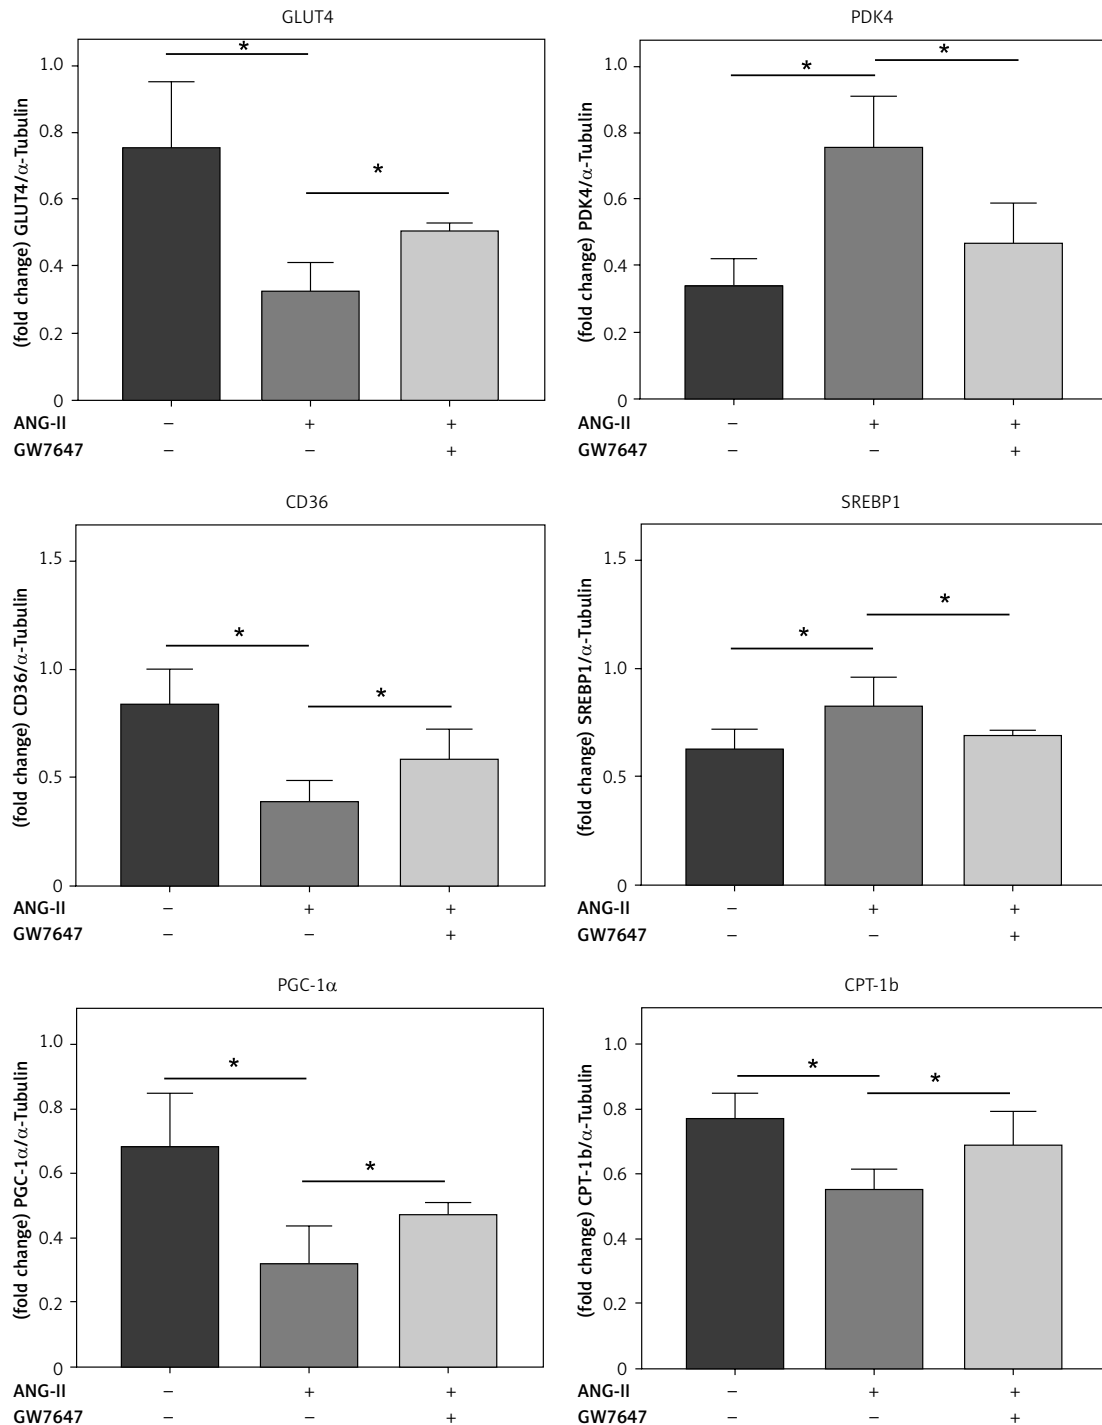 GLUT4
(fold change) GLUT4/α-Tubulin
1.0
0.8
0.6
0.4
0.2
0
*
*
ANG-II – + +
GW7647 – – +
PDK4
(fold change) PDK4/α-Tubulin
1.0
0.8
0.6
0.4
0.2
0
*
*
ANG-II – + +
GW7647 – – +
CD36
(fold change) CD36/α-Tubulin
1.5
1.0
0.5
0
*
*
ANG-II – + +
GW7647 – – +
SREBP1
(fold change) SREBP1/α-Tubulin
1.5
1.0
0.5
0
*
*
ANG-II – + +
GW7647 – – +
PGC-1α
(fold change) PGC-1α/α-Tubulin
1.0
0.8
0.6
0.4
0.2
0
*
*
ANG-II – + +
GW7647 – – +
CPT-1b
(fold change) CPT-1b/α-Tubulin
1.0
0.8
0.6
0.4
0.2
0
*
*
ANG-II – + +
GW7647 – – +